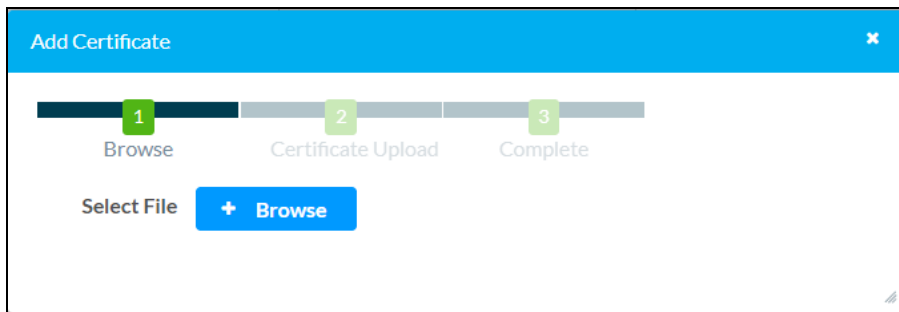 Add Certificate ×
1 2 3
Browse Certificate Upload Complete
Select File + Browse